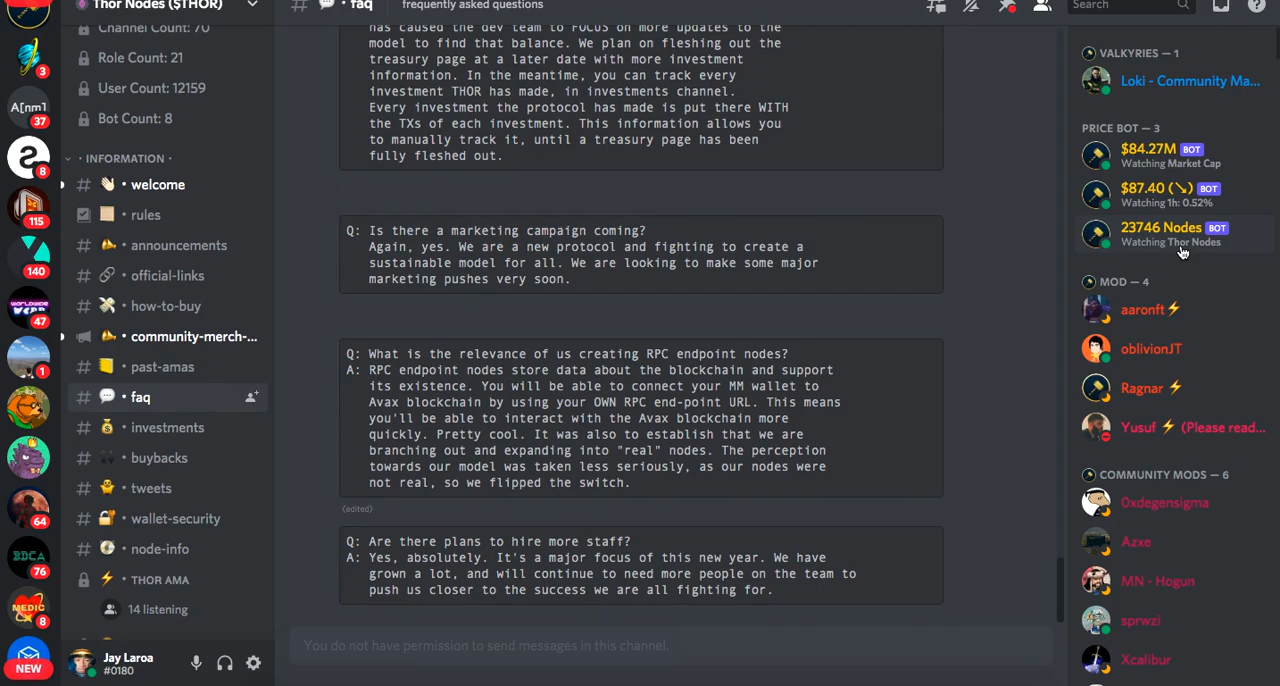 Thor Nodes ($THOR)
faq
frequently asked questions
Search
3
A[nm]
37
8
115
140
WORLDWIDE
WEBB
47
1
64
BDCA
76
MEDIC
8
NEW
Channel Count: 70
Role Count: 21
User Count: 12159
Bot Count: 8
· INFORMATION ·
# · welcome
· rules
# · announcements
# · official-links
# · how-to-buy
· community-merch-...
# · past-amas
# · faq
# · investments
# · buybacks
# · tweets
# · wallet-security
# · node-info
· THOR AMA
14 listening
Jay Laroa
#0180
has caused the dev team to FOCUS on more updates to the
model to find that balance. We plan on fleshing out the
treasury page at a later date with more investment
information. In the meantime, you can track every
investment THOR has made, in investments channel.
Every investment the protocol has made is put there WITH
the TXs of each investment. This information allows you
to manually track it, until a treasury page has been
fully fleshed out.
Q: Is there a marketing campaign coming?
Again, yes. We are a new protocol and fighting to create a
sustainable model for all. We are looking to make some major
marketing pushes very soon.
Q: What is the relevance of us creating RPC endpoint nodes?
A: RPC endpoint nodes store data about the blockchain and support
its existence. You will be able to connect your MM wallet to
Avax blockchain by using your OWN RPC end-point URL. This means
you'll be able to interact with the Avax blockchain more
quickly. Pretty cool. It was also to establish that we are
branching out and expanding into "real" nodes. The perception
towards our model was taken less seriously, as our nodes were
not real, so we flipped the switch.
(edited)
Q: Are there plans to hire more staff?
A: Yes, absolutely. It's a major focus of this new year. We have
grown a lot, and will continue to need more people on the team to
push us closer to the success we are all fighting for.
You do not have permission to send messages in this channel.
VALKYRIES — 1
Loki - Community Ma...
PRICE BOT — 3
$84.27M BOT
Watching Market Cap
$87.40 (↘) BOT
Watching 1h: 0.52%
23746 Nodes BOT
Watching Thor Nodes
MOD — 4
aaronft⚡
oblivionJT
Ragnar ⚡
Yusuf ⚡ (Please read...
COMMUNITY MODS — 6
0xdegensigma
Azxe
MN - Hogun
sprwzi
Xcalibur